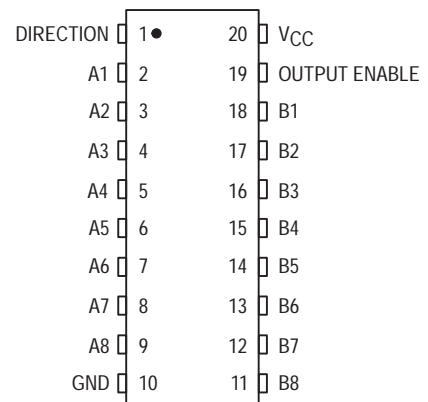 DIRECTION 1 20 VCC
A1 2 19 OUTPUT ENABLE
A2 3 18 B1
A3 4 17 B2
A4 5 16 B3
A5 6 15 B4
A6 7 14 B5
A7 8 13 B6
A8 9 12 B7
GND 10 11 B8